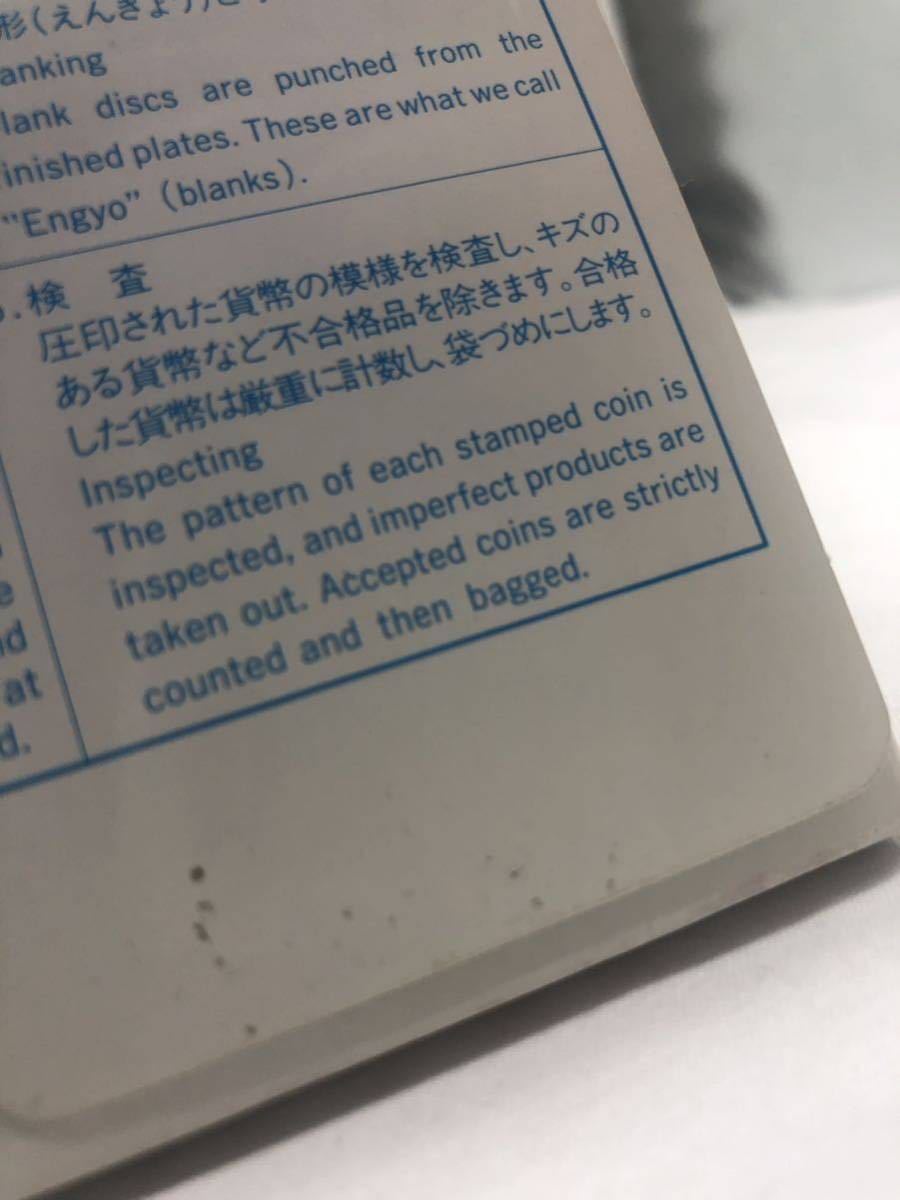 形(えんぎょう)と
anking
lank discs are punched from the
inished plates. These are what we call
"Engyo" (blanks).
.検 査
圧印された貨幣の模様を検査し、キズの
ある貨幣など不合格品を除きます。合格
した貨幣は厳重に計数し、袋づめにします。
Inspecting
The pattern of each stamped coin is
inspected, and imperfect products are
taken out. Accepted coins are strictly
counted and then bagged.
e
nd
at
d.